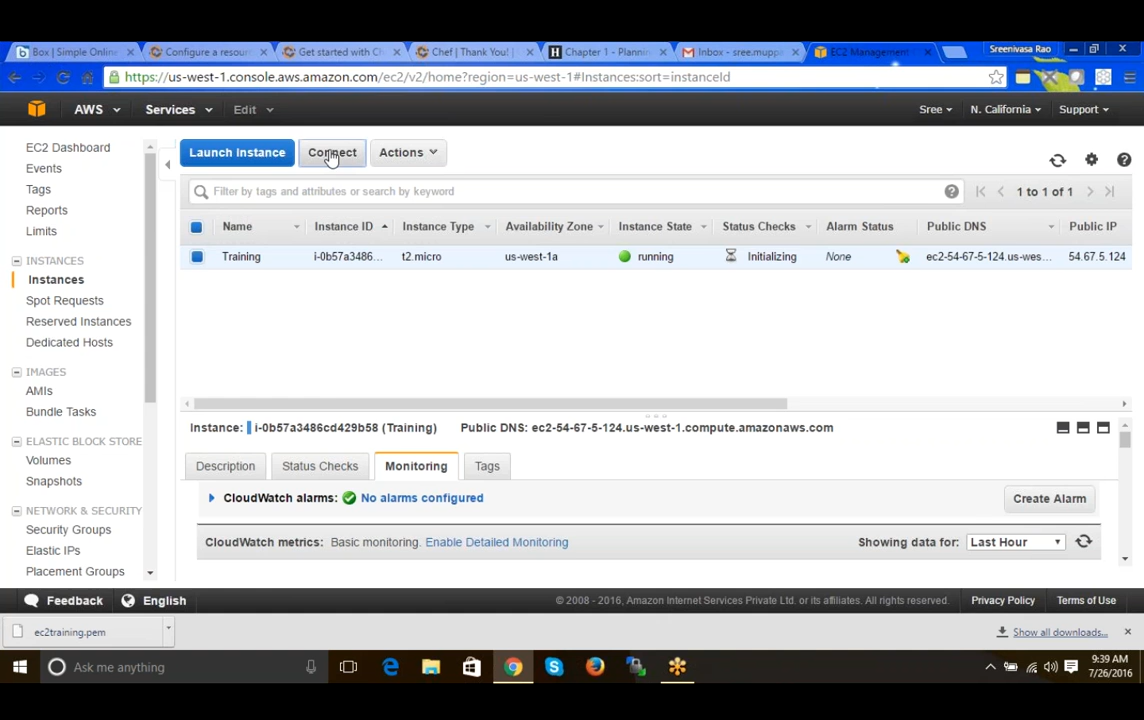 Box | Simple Online
Configure a resour
Get started with Ch
Chef | Thank You! |
Chapter 1 - Planni
Inbox - sree.muppa
EC2 Management
Sreenivasa Rao
https://us-west-1.console.aws.amazon.com/ec2/v2/home?region=us-west-1#Instances:sort=instanceId
AWS
Services
Edit
Sree
N. California
Support
EC2 Dashboard
Events
Tags
Reports
Limits
INSTANCES
Instances
Spot Requests
Reserved Instances
Dedicated Hosts
IMAGES
AMIs
Bundle Tasks
ELASTIC BLOCK STORE
Volumes
Snapshots
NETWORK & SECURITY
Security Groups
Elastic IPs
Placement Groups
Launch Instance
Connect
Actions
Filter by tags and attributes or search by keyword
1 to 1 of 1
Name Instance ID Instance Type Availability Zone Instance State Status Checks Alarm Status Public DNS Public IP
Training i-0b57a3486... t2.micro us-west-1a running Initializing None ec2-54-67-5-124.us-wes... 54.67.5.124
Instance: i-0b57a3486cd429b58 (Training) Public DNS: ec2-54-67-5-124.us-west-1.compute.amazonaws.com
Description
Status Checks
Monitoring
Tags
CloudWatch alarms: No alarms configured
Create Alarm
CloudWatch metrics: Basic monitoring. Enable Detailed Monitoring
Showing data for: Last Hour
Feedback
English
© 2008 - 2016, Amazon Internet Services Private Ltd. or its affiliates. All rights reserved.
Privacy Policy
Terms of Use
ec2training.pem
Show all downloads...
Ask me anything
9:39 AM
7/26/2016